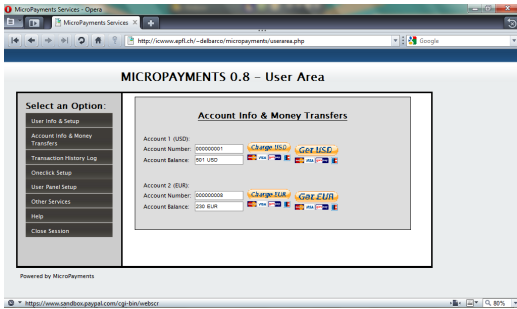 MicroPayments Services - Opera
MicroPayments Services
http://icwww.epfl.ch/~delbarco/micropayments/userarea.php
Google
MICROPAYMENTS 0.8 – User Area
Select an Option:
User Info & Setup
Account Info & Money
Transfers
Transaction History Log
Oneclick Setup
User Panel Setup
Other Services
Help
Close Session
Account Info & Money Transfers
Account 1 (USD):
Account Number: 000000001
Charge USD Get USD
Account Balance: 501 USD
Account 2 (EUR):
Account Number: 000000008
Charge EUR Get EUR
Account Balance: 230 EUR
Powered by MicroPayments
https://www.sandbox.paypal.com/cgi-bin/webscr
80%